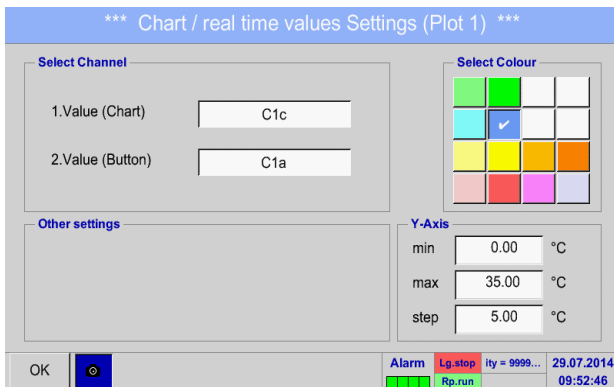 *** Chart / real time values Settings (Plot 1) ***
Select Channel
1.Value (Chart)
C1c
2.Value (Button)
C1a
Select Colour
Other settings
Y-Axis
min
0.00
°C
max
35.00
°C
step
5.00
°C
OK
Alarm
Lg.stop
Rp.run
ity = 9999...
29.07.2014
09:52:46